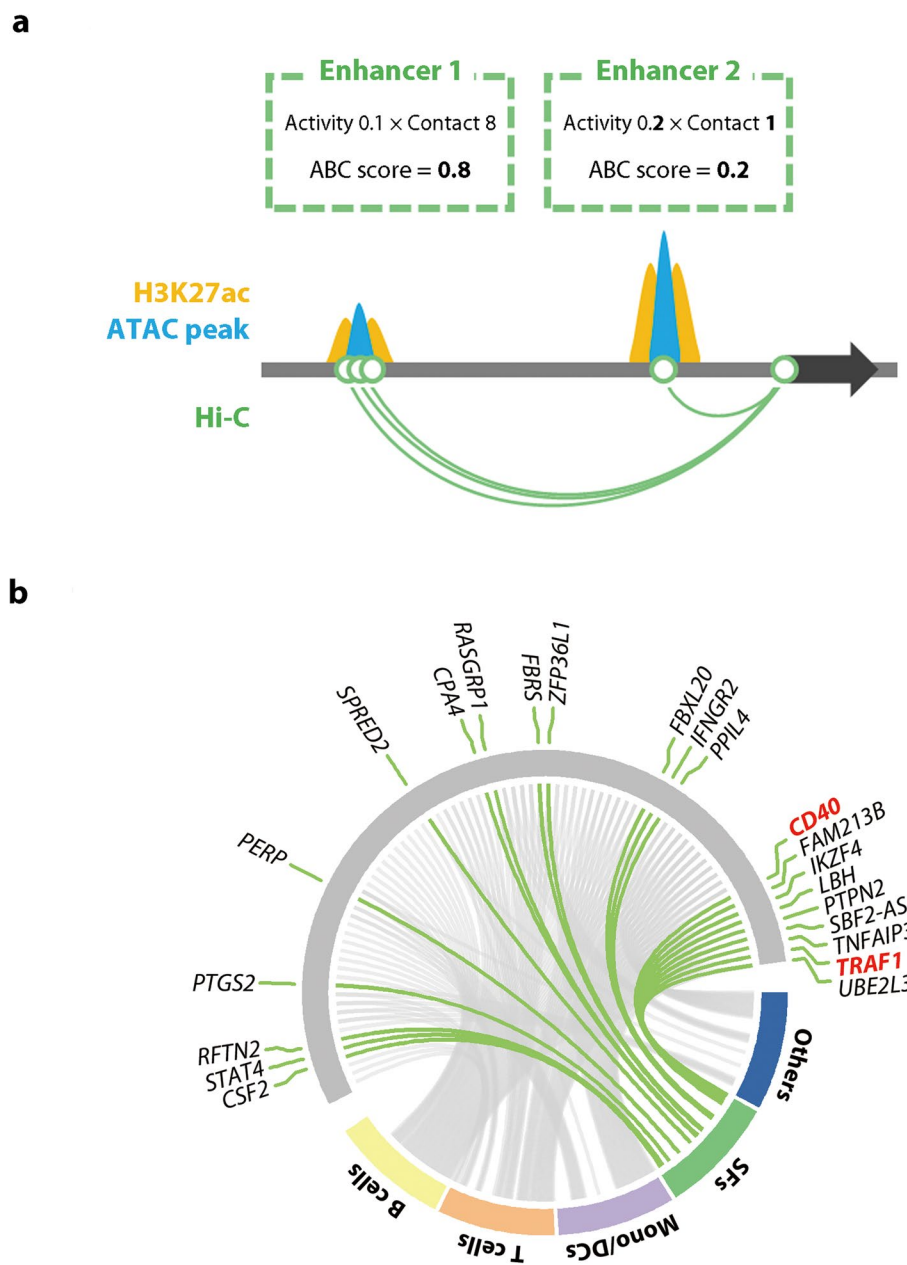 a
Enhancer 1
Activity 0.1 × Contact 8
ABC score = 0.8
Enhancer 2
Activity 0.2 × Contact 1
ABC score = 0.2
H3K27ac
ATAC peak
Hi-C
b
CSF2
STAT4
RFTN2
PTGS2
PERP
SPRED2
CPA4
RASGRP1
FBRS
ZFP36L1
FBXL20
IFNGR2
PPIL4
CD40
FAM213B
IKZF4
LBH
PTPN2
SBF2-AS
TNFAIP3
TRAF1
UBE2L3
Others
SFs
Mono/DCs
T cells
B cells